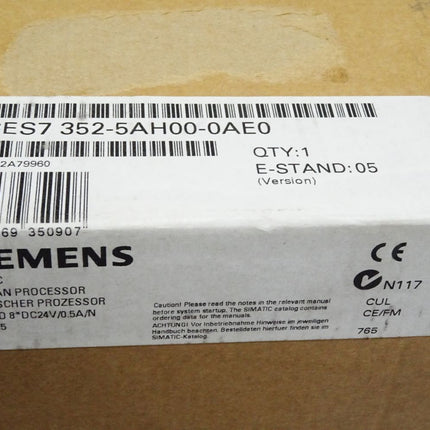 ES7 352-5AH00-0AE0
2A79960
QTY:1
E-STAND:05
(Version)
69 350907
EMENS
C
AN PROCESSOR
SCHER PROZESSOR
D 8*DC24V/0.5A/N
5
Caution! Please read the notes in the relevant manual
before system startup. The SIMATIC catalog contains
ordering data for the manuals.
ACHTUNG! Vor Inbetriebnahme Hinweise im jeweiligen
Handbuch beachten. Bestelldaten hierfuer finden sie im
SIMATIC-Katalog.
CE
N117
CUL
CE/FM
765